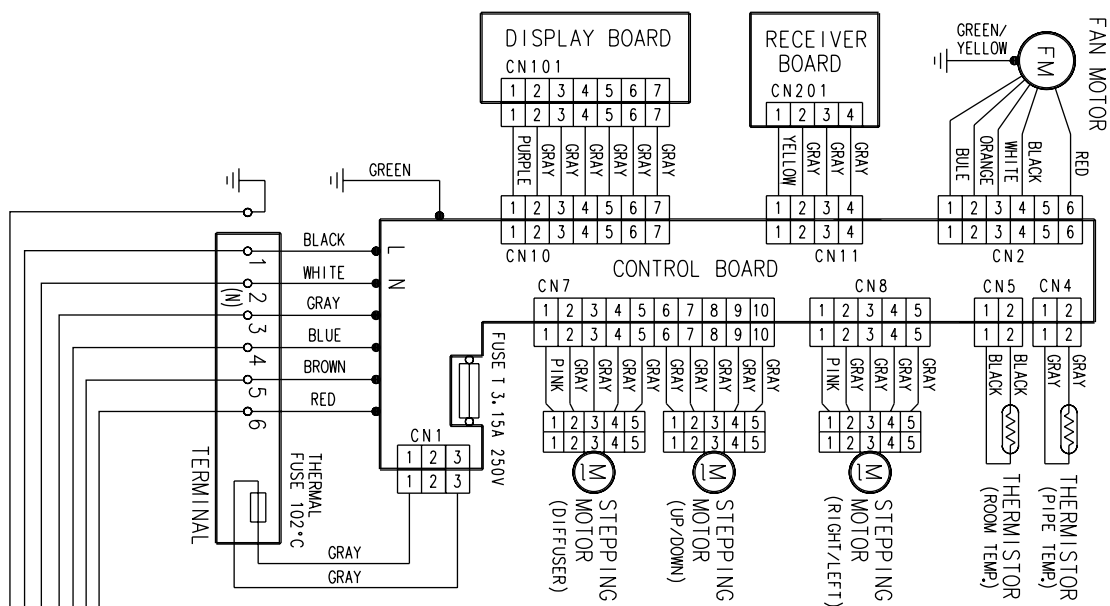 DISPLAY BOARD
CN101
1 2 3 4 5 6 7
1 2 3 4 5 6 7
PURPLE GRAY GRAY GRAY GRAY GRAY GRAY
1 2 3 4 5 6 7
1 2 3 4 5 6 7
CN10
RECEIVER
BOARD
CN201
1 2 3 4
1 2 3 4
YELLOW GRAY GRAY GRAY
1 2 3 4
1 2 3 4
CN11
GREEN/
YELLOW
FM
FAN MOTOR
BULE ORANGE WHITE BLACK RED
1 2 3 4 5 6
1 2 3 4 5 6
CN2
GREEN
CONTROL BOARD
BLACK
WHITE
GRAY
BLUE
BROWN
RED
L
N
1
2
(N)
3
4
5
6
TERMINAL
THERMAL
FUSE 102°C
CN1
1 2 3
1 2 3
GRAY
GRAY
FUSE T 3.15A 250V
CN7
1 2 3 4 5 6 7 8 9 10
1 2 3 4 5 6 7 8 9 10
PINK GRAY GRAY GRAY GRAY GRAY GRAY GRAY GRAY GRAY
1 2 3 4 5
1 2 3 4 5
M
STEPPING
MOTOR
(DIFFUSER)
1 2 3 4 5
1 2 3 4 5
M
STEPPING
MOTOR
(UP/DOWN)
CN8
1 2 3 4 5
1 2 3 4 5
PINK GRAY GRAY GRAY GRAY
1 2 3 4 5
1 2 3 4 5
M
STEPPING
MOTOR
(RIGHT/LEFT)
CN5
1 2
1 2
BLACK BLACK
THERMISTOR
(ROOM TEMP.)
CN4
1 2
1 2
GRAY GRAY
THERMISTOR
(PIPE TEMP.)